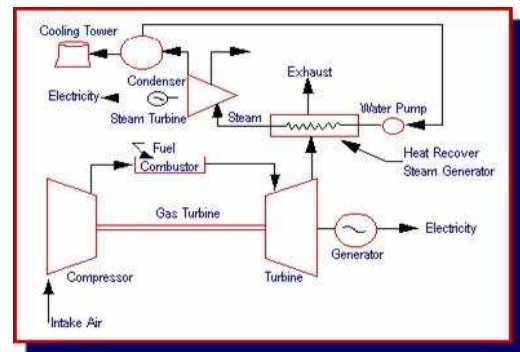 Cooling Tower
Condenser
Exhaust
Electricity
Steam Turbine
Steam
Water Pump
Heat Recover
Steam Generator
Fuel
Combustor
Gas Turbine
Electricity
Generator
Turbine
Compressor
Intake Air